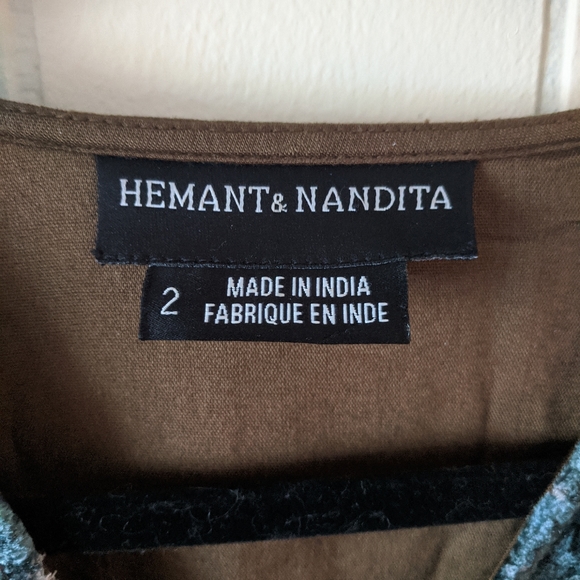 HEMANT & NANDITA
2
MADE IN INDIA
FABRIQUE EN INDE